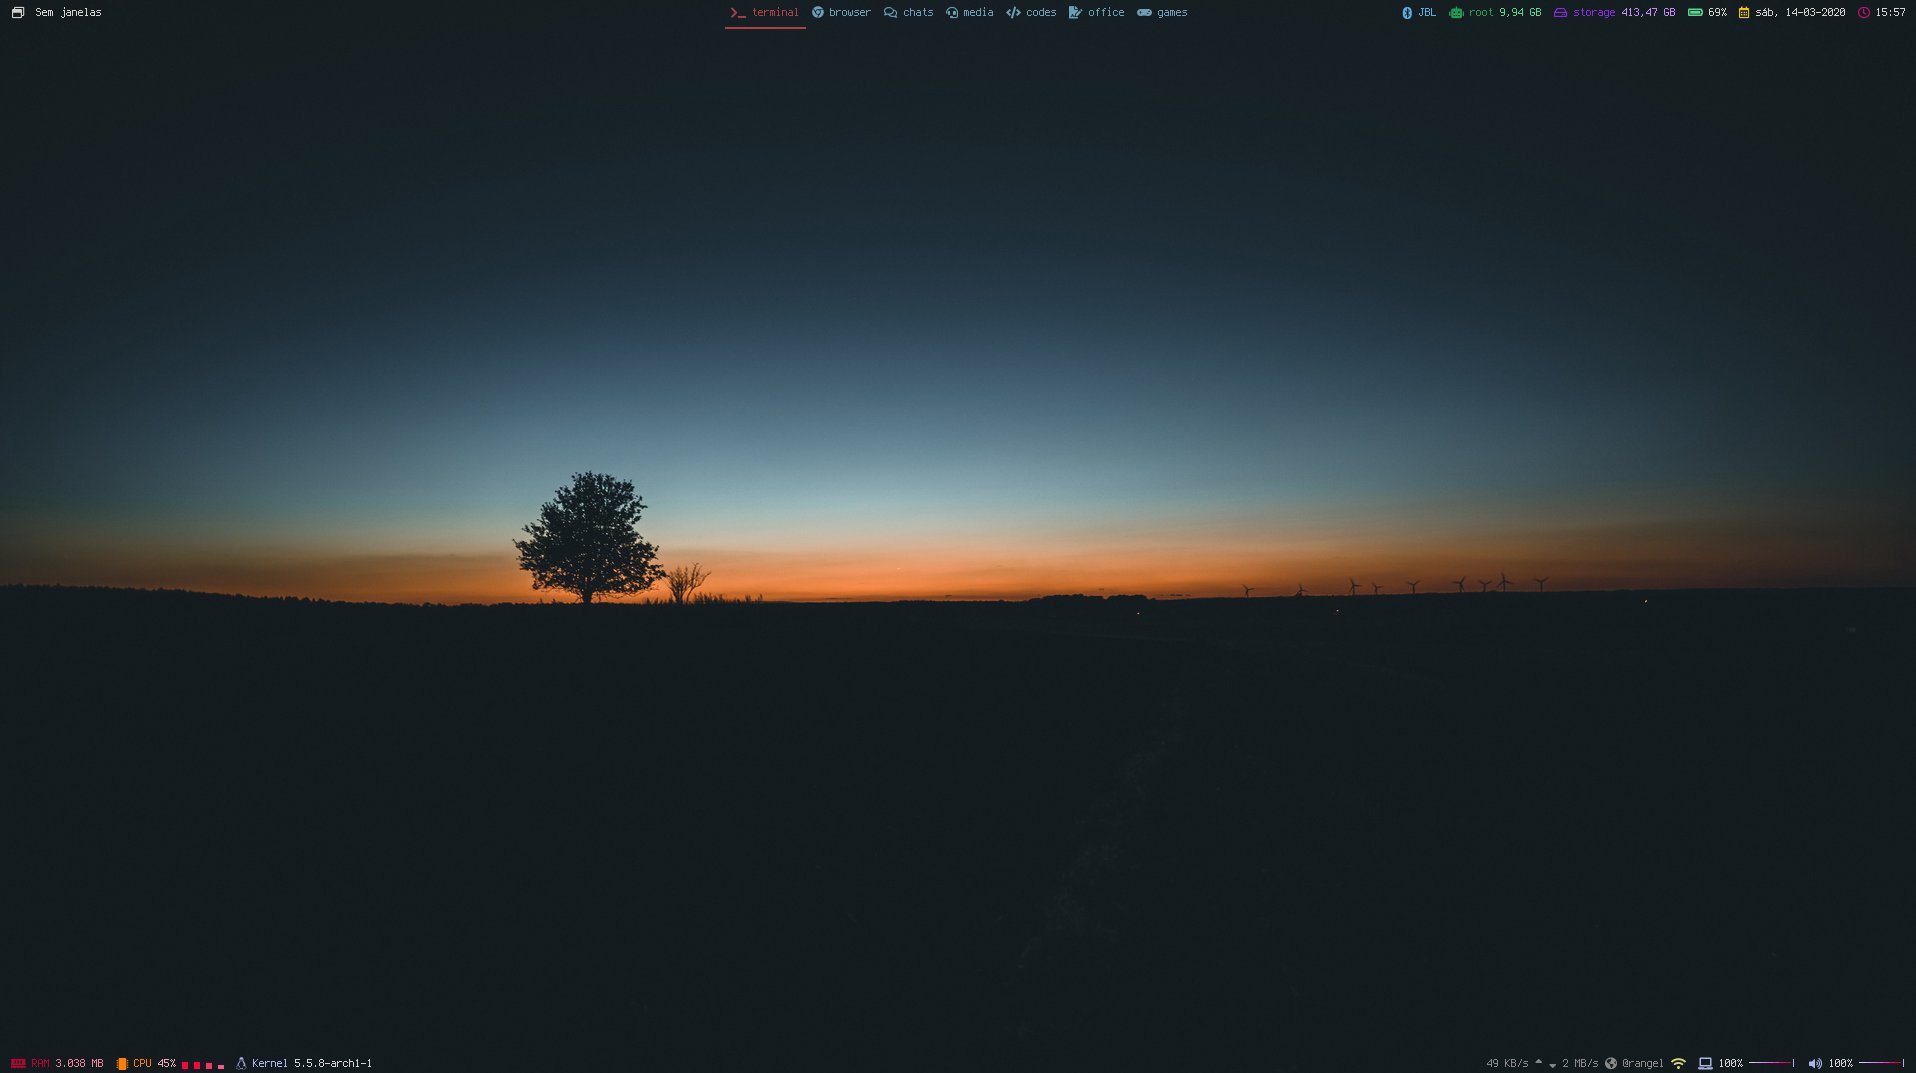 Sem janelas terminal browser chats media codes office games JBL root 9,94 GB storage 413,47 GB 69% sáb, 14-03-2020 15:57
RAM 3.038 MB CPU 45% Kernel 5.5.8-arch1-1 49 KB/s 2 MB/s @rangel 100% 100%